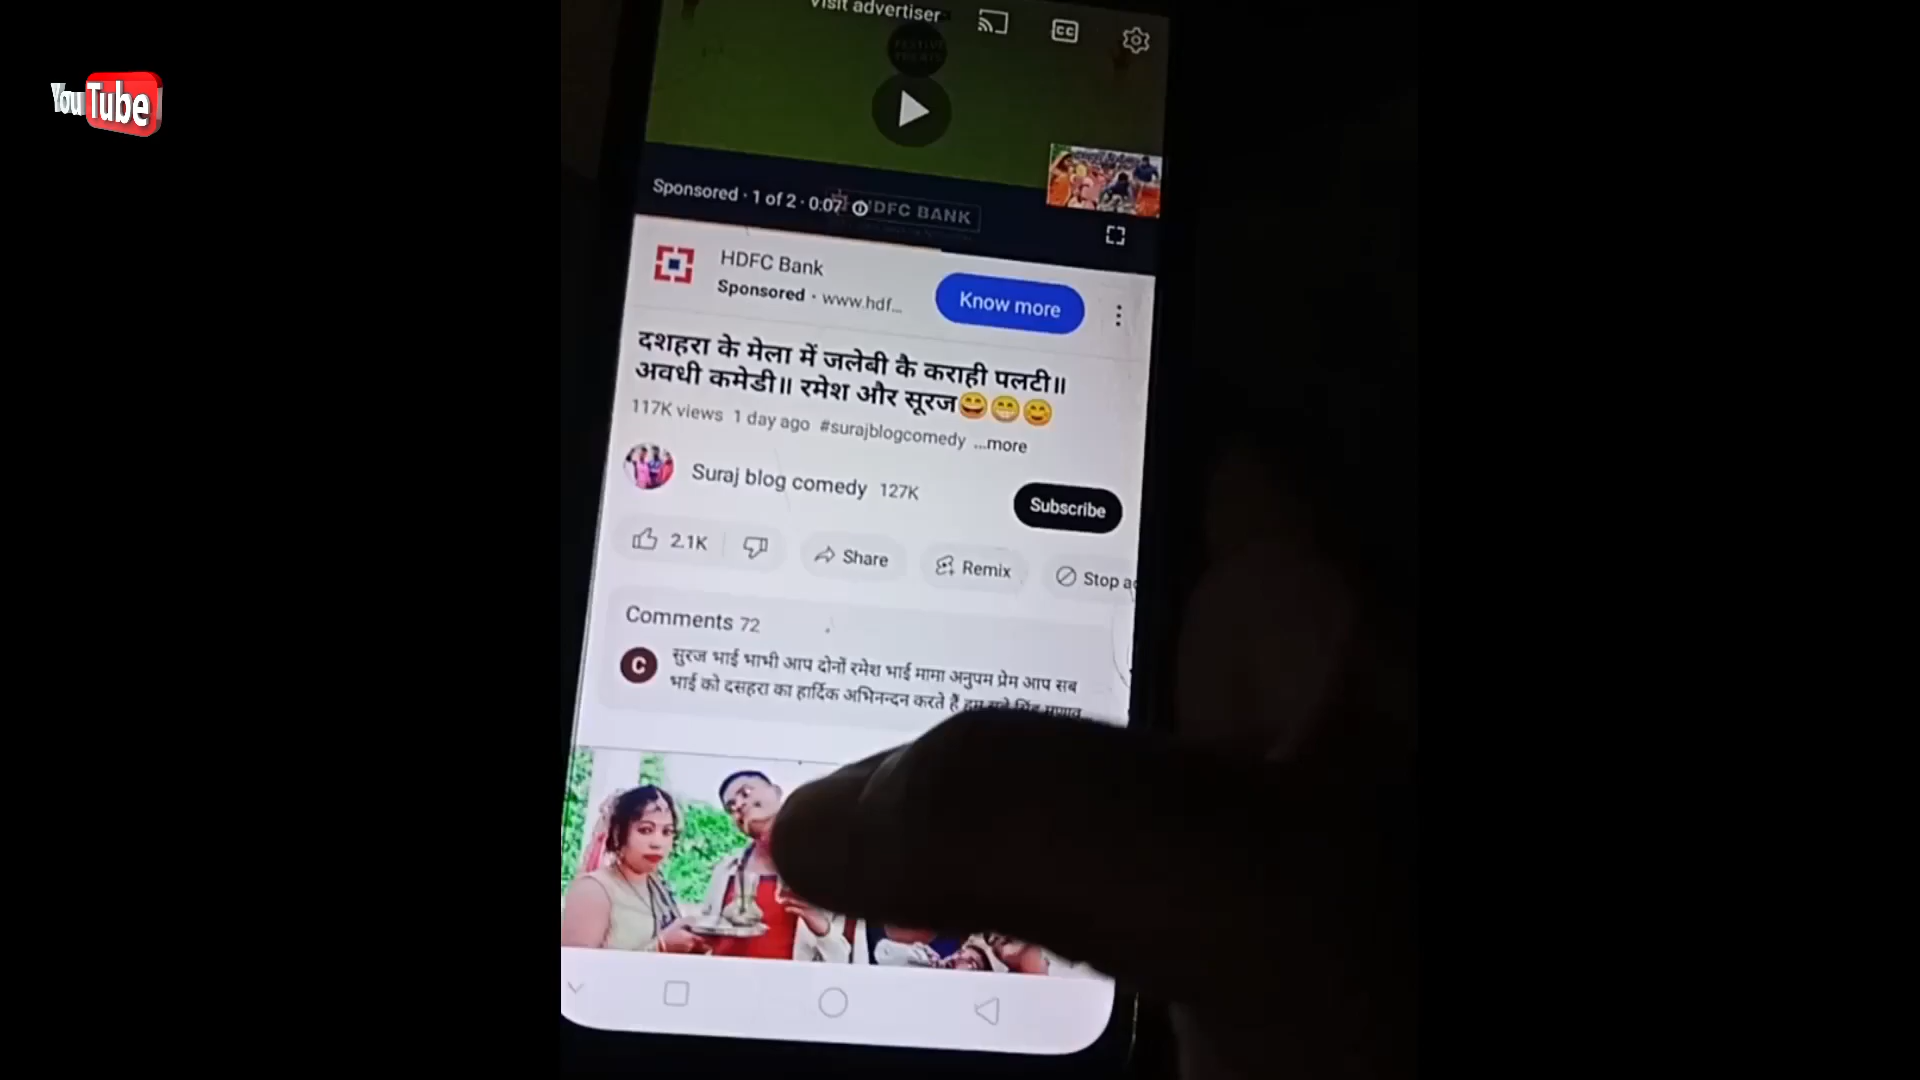 Visit advertiser
YouTube
Sponsored · 1 of 2 · 0:07
HDFC BANK
HDFC Bank
Sponsored · www.hdf...
Know more
दशहरा के मेला में जलेबी कै कराही पलटी॥
अवधी कमेडी॥ रमेश और सूरज😄😁😊
117K views 1 day ago #surajblogcomedy ...more
Suraj blog comedy 127K
Subscribe
2.1K
Share
Remix
Stop
Comments 72
C
सुरज भाई भाभी आप दोनों रमेश भाई मामा अनुपम प्रेम आप सब
भाई को दसहरा का हार्दिक अभिनन्दन करते हैं